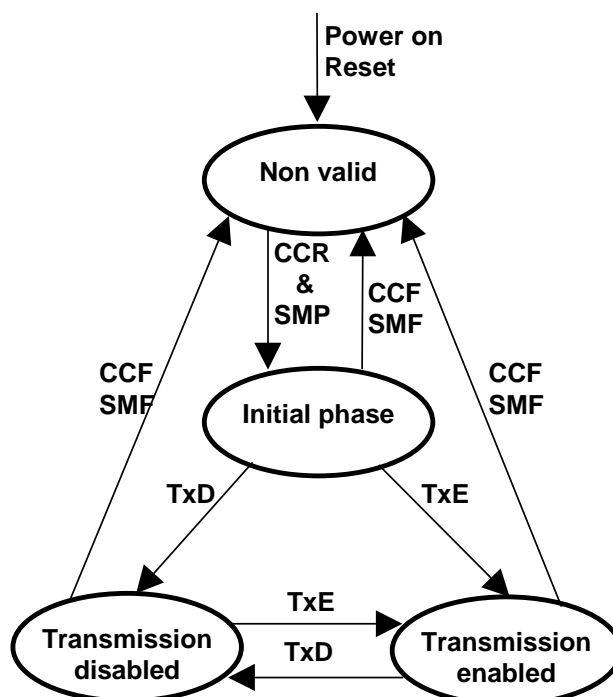 Power on
Reset
Non valid
CCR
&
SMP
CCF
SMF
CCF
SMF
CCF
SMF
Initial phase
TxD
TxE
TxE
Transmission
disabled
TxD
Transmission
enabled